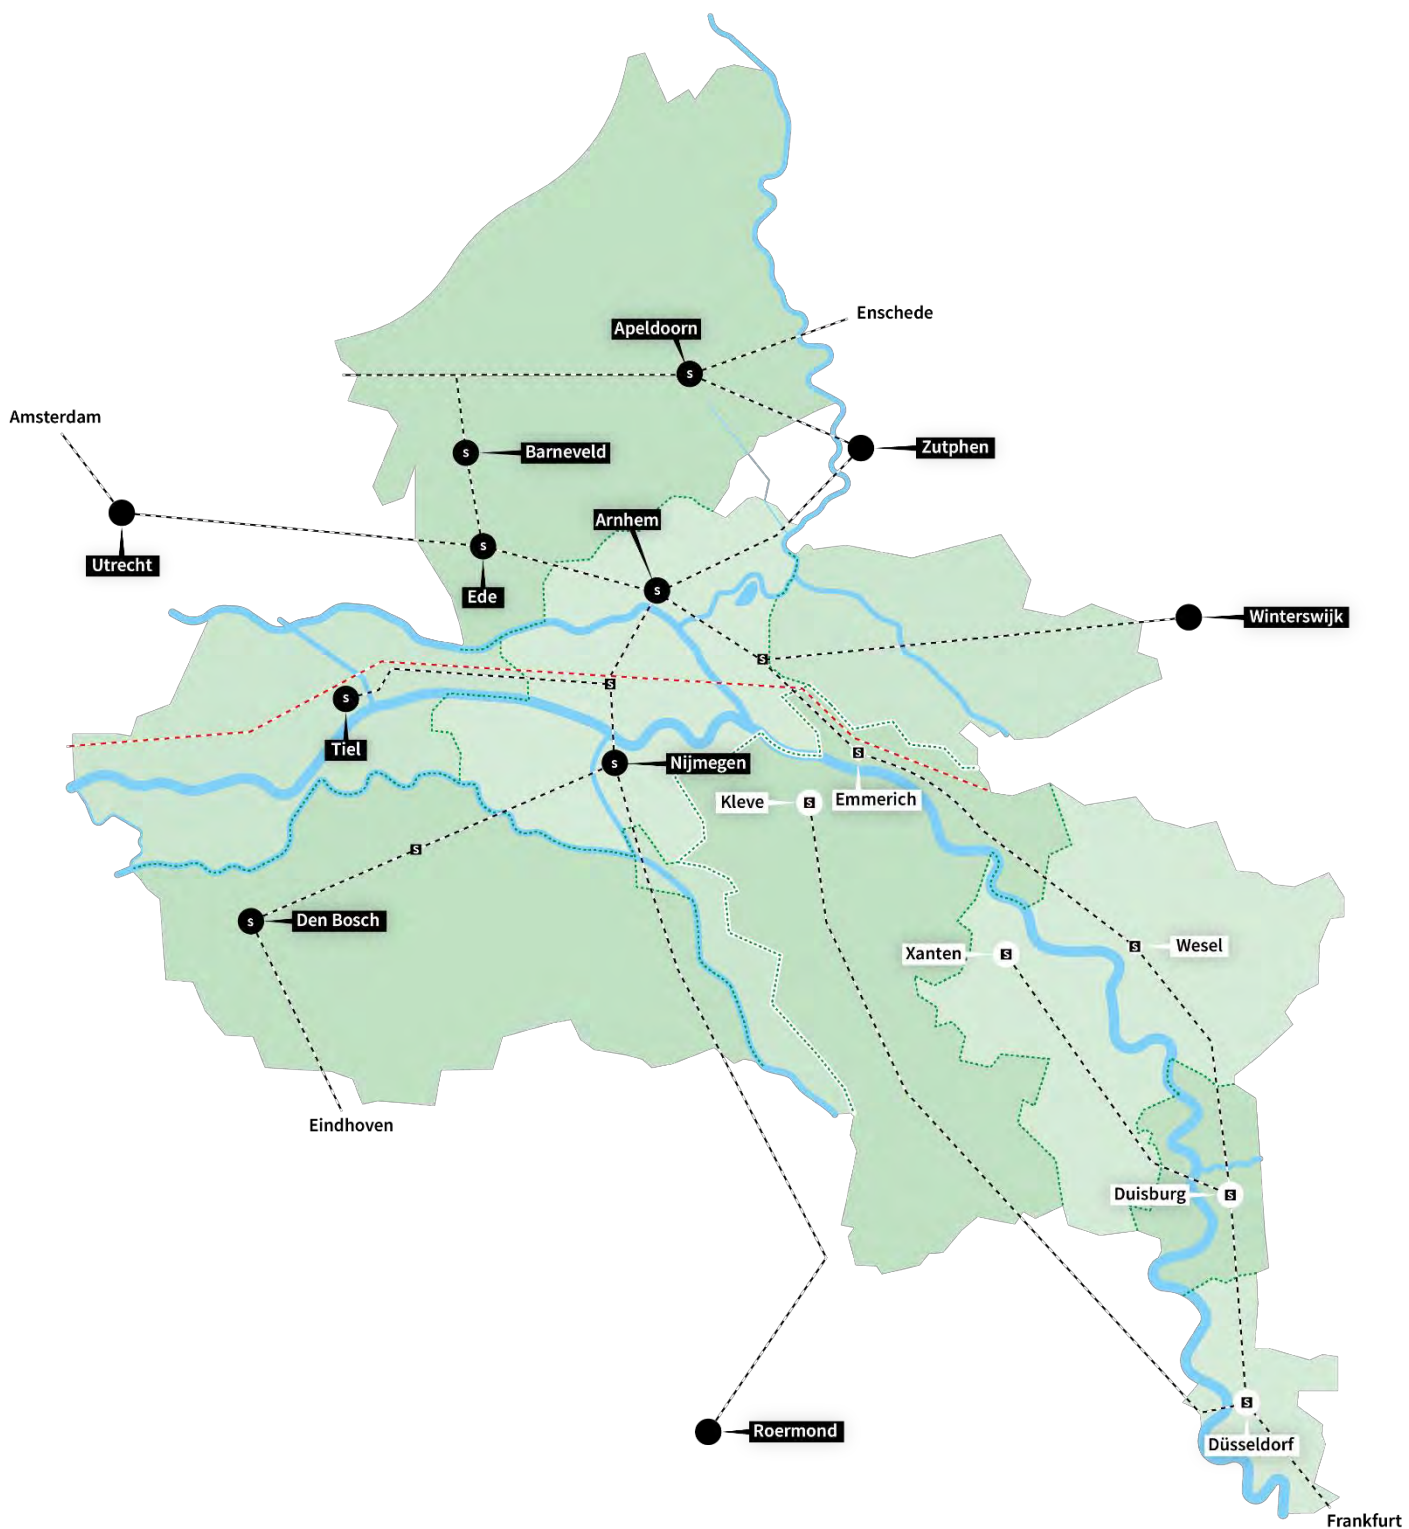 Enschede
Apeldoorn
S
Amsterdam
Zutphen
S
Barneveld
Arnhem
S
Utrecht
Ede
S
Winterswijk
S
S
S
Tiel
S
Nijmegen
S
Kleve
S
Emmerich
S
S
Den Bosch
Xanten
S
S
Wesel
Eindhoven
Duisburg
S
S
Roermond
Düsseldorf
Frankfurt